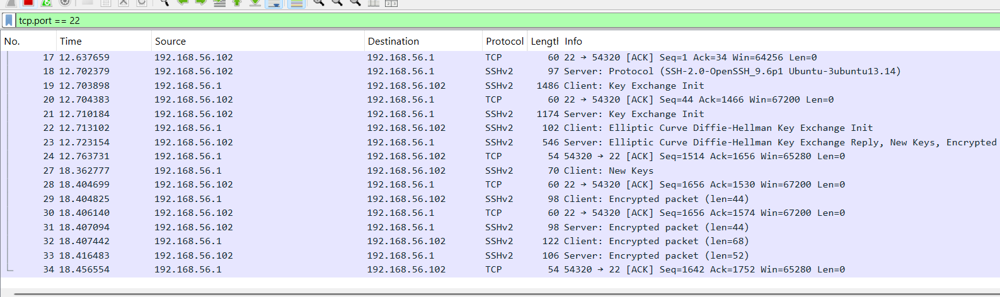 tcp.port == 22
No. Time Source Destination Protocol Length Info
17 12.637659 192.168.56.102 192.168.56.1 TCP 60 22 → 54320 [ACK] Seq=1 Ack=34 Win=64256 Len=0
18 12.702379 192.168.56.102 192.168.56.1 SSHv2 97 Server: Protocol (SSH-2.0-OpenSSH_9.6p1 Ubuntu-3ubuntu13.14)
19 12.703898 192.168.56.1 192.168.56.102 SSHv2 1486 Client: Key Exchange Init
20 12.704383 192.168.56.102 192.168.56.1 TCP 60 22 → 54320 [ACK] Seq=44 Ack=1466 Win=67200 Len=0
21 12.710184 192.168.56.102 192.168.56.1 SSHv2 1174 Server: Key Exchange Init
22 12.713102 192.168.56.1 192.168.56.102 SSHv2 102 Client: Elliptic Curve Diffie-Hellman Key Exchange Init
23 12.723154 192.168.56.102 192.168.56.1 SSHv2 546 Server: Elliptic Curve Diffie-Hellman Key Exchange Reply, New Keys, Encrypted
24 12.763731 192.168.56.1 192.168.56.102 TCP 54 54320 → 22 [ACK] Seq=1514 Ack=1656 Win=65280 Len=0
27 18.362777 192.168.56.1 192.168.56.102 SSHv2 70 Client: New Keys
28 18.404699 192.168.56.102 192.168.56.1 TCP 60 22 → 54320 [ACK] Seq=1656 Ack=1530 Win=67200 Len=0
29 18.404825 192.168.56.1 192.168.56.102 SSHv2 98 Client: Encrypted packet (len=44)
30 18.406140 192.168.56.102 192.168.56.1 TCP 60 22 → 54320 [ACK] Seq=1656 Ack=1574 Win=67200 Len=0
31 18.407094 192.168.56.102 192.168.56.1 SSHv2 98 Server: Encrypted packet (len=44)
32 18.407442 192.168.56.1 192.168.56.102 SSHv2 122 Client: Encrypted packet (len=68)
33 18.416483 192.168.56.102 192.168.56.1 SSHv2 106 Server: Encrypted packet (len=52)
34 18.456554 192.168.56.1 192.168.56.102 TCP 54 54320 → 22 [ACK] Seq=1642 Ack=1752 Win=65280 Len=0